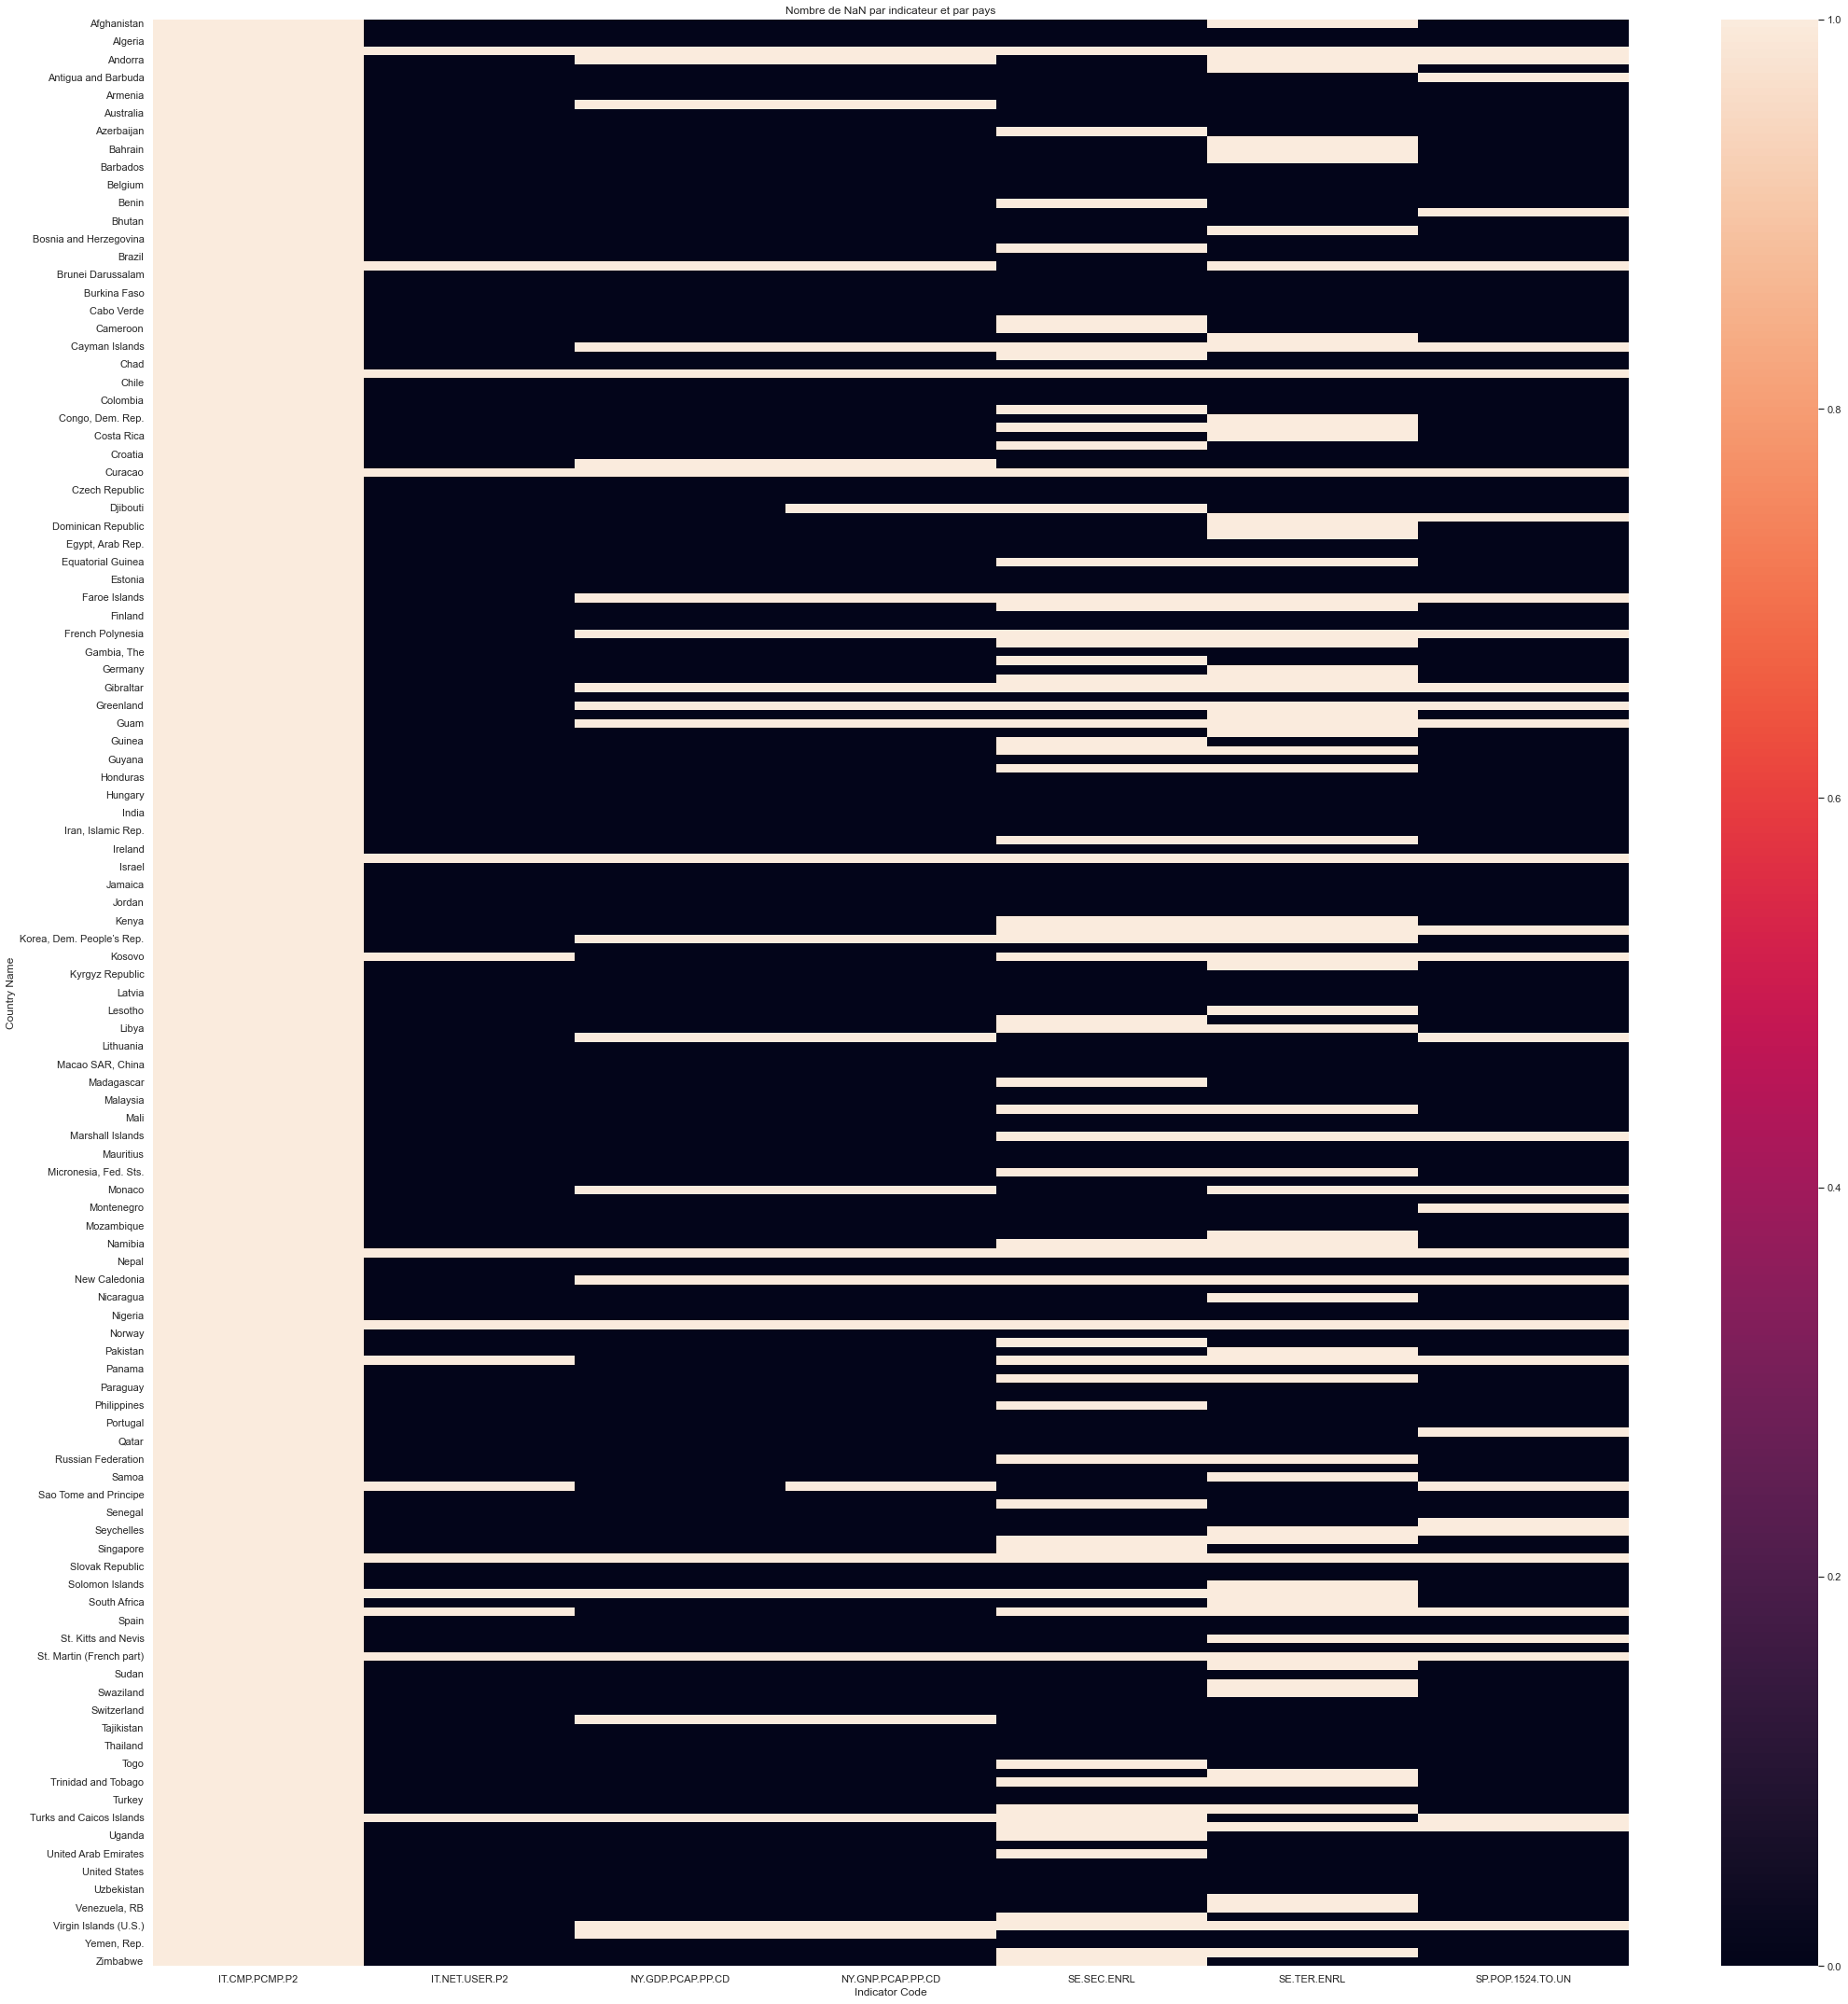 Nombre de NaN par indicateur et par pays
Country Name
Afghanistan
Algeria
Andorra
Antigua and Barbuda
Armenia
Australia
Azerbaijan
Bahrain
Barbados
Belgium
Benin
Bhutan
Bosnia and Herzegovina
Brazil
Brunei Darussalam
Burkina Faso
Cabo Verde
Cameroon
Cayman Islands
Chad
Chile
Colombia
Congo, Dem. Rep.
Costa Rica
Croatia
Curacao
Czech Republic
Djibouti
Dominican Republic
Egypt, Arab Rep.
Equatorial Guinea
Estonia
Faroe Islands
Finland
French Polynesia
Gambia, The
Germany
Gibraltar
Greenland
Guam
Guinea
Guyana
Honduras
Hungary
India
Iran, Islamic Rep.
Ireland
Israel
Jamaica
Jordan
Kenya
Korea, Dem. People’s Rep.
Kosovo
Kyrgyz Republic
Latvia
Lesotho
Libya
Lithuania
Macao SAR, China
Madagascar
Malaysia
Mali
Marshall Islands
Mauritius
Micronesia, Fed. Sts.
Monaco
Montenegro
Mozambique
Namibia
Nepal
New Caledonia
Nicaragua
Nigeria
Norway
Pakistan
Panama
Paraguay
Philippines
Portugal
Qatar
Russian Federation
Samoa
Sao Tome and Principe
Senegal
Seychelles
Singapore
Slovak Republic
Solomon Islands
South Africa
Spain
St. Kitts and Nevis
St. Martin (French part)
Sudan
Swaziland
Switzerland
Tajikistan
Thailand
Togo
Trinidad and Tobago
Turkey
Turks and Caicos Islands
Uganda
United Arab Emirates
United States
Uzbekistan
Venezuela, RB
Virgin Islands (U.S.)
Yemen, Rep.
Zimbabwe
IT.CMP.PCMP.P2 IT.NET.USER.P2 NY.GDP.PCAP.PP.CD NY.GNP.PCAP.PP.CD SE.SEC.ENRL SE.TER.ENRL SP.POP.1524.TO.UN
Indicator Code
1.0
0.8
0.6
0.4
0.2
0.0